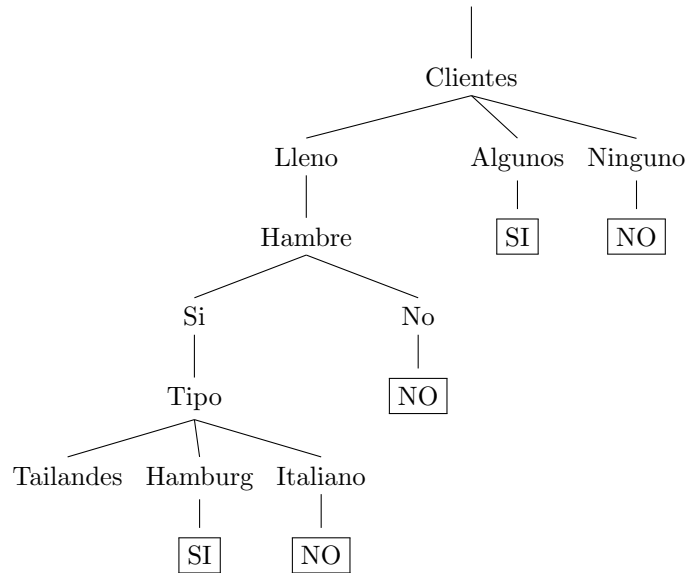 Clientes
Lleno Algunos Ninguno
Hambre SI NO
Si No
Tipo NO
Tailandes Hamburg Italiano
SI NO